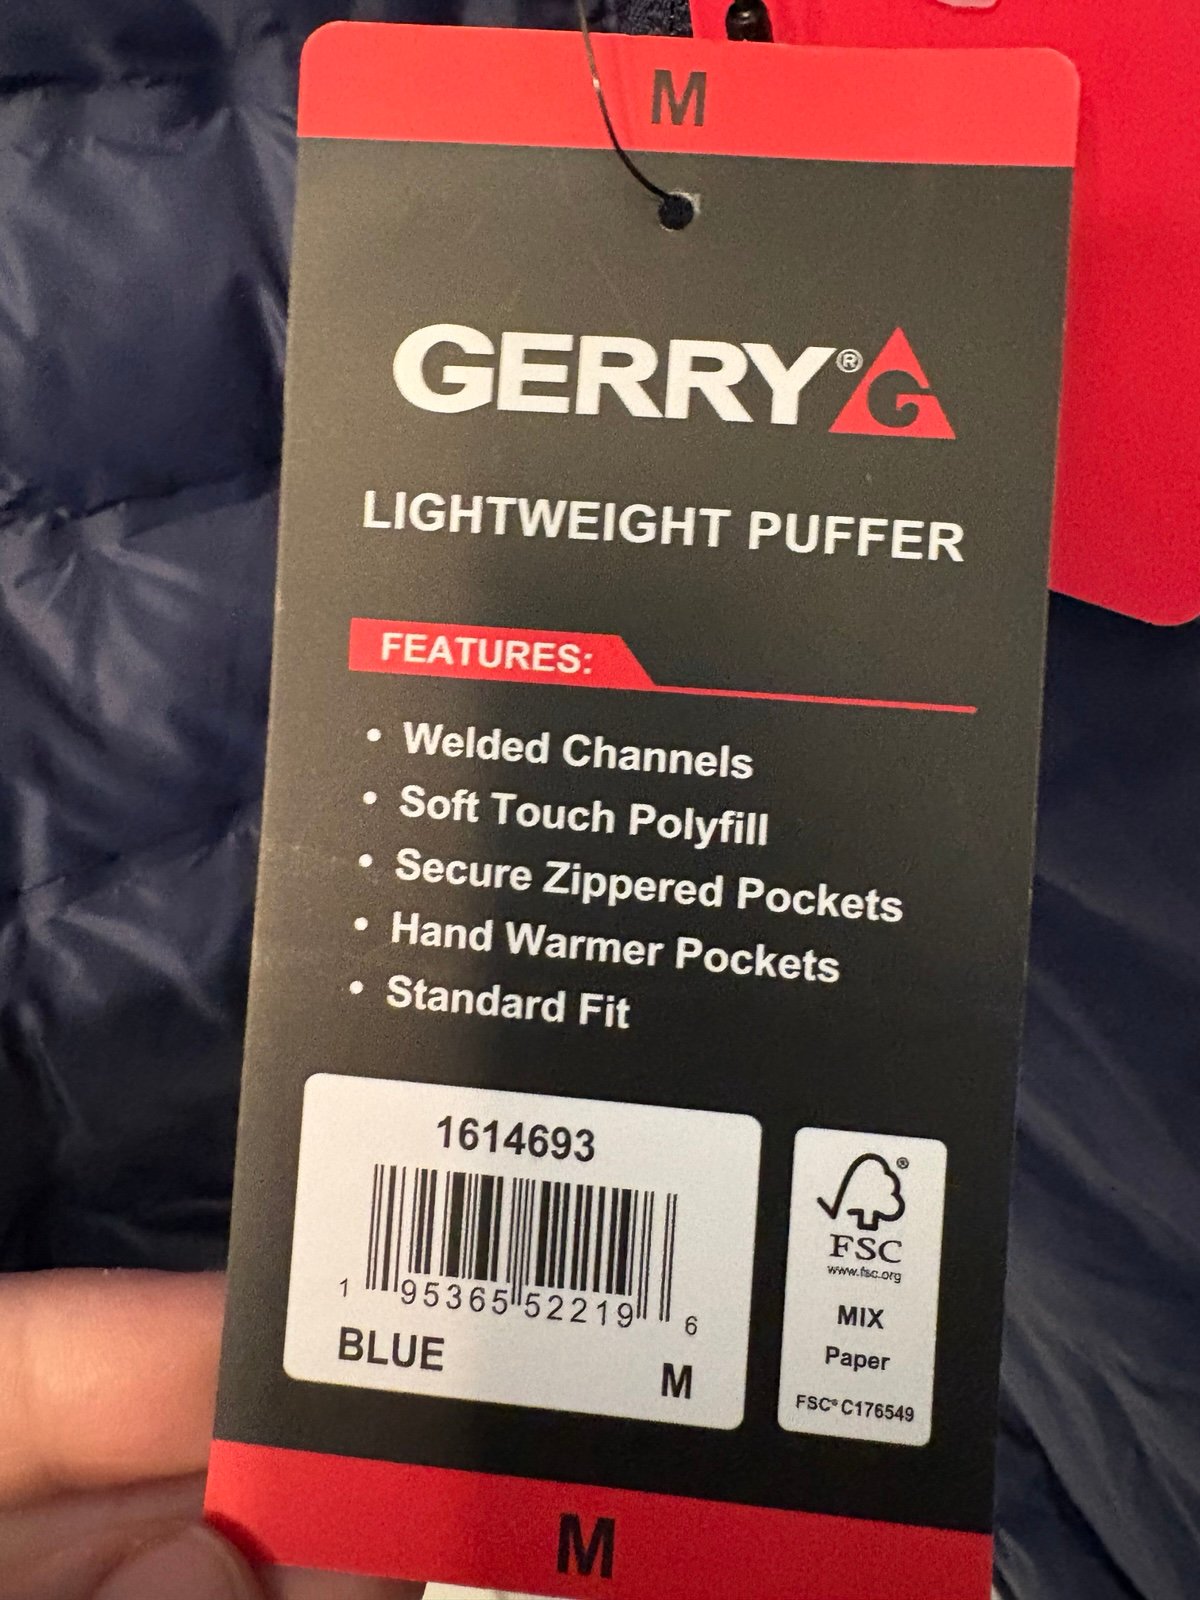 M
GERRY® G
LIGHTWEIGHT PUFFER
FEATURES:
• Welded Channels
• Soft Touch Polyfill
• Secure Zippered Pockets
• Hand Warmer Pockets
• Standard Fit
1614693
1 95365 52219 6
BLUE
M
®
FSC
www.fsc.org
MIX
Paper
FSC® C176549
M